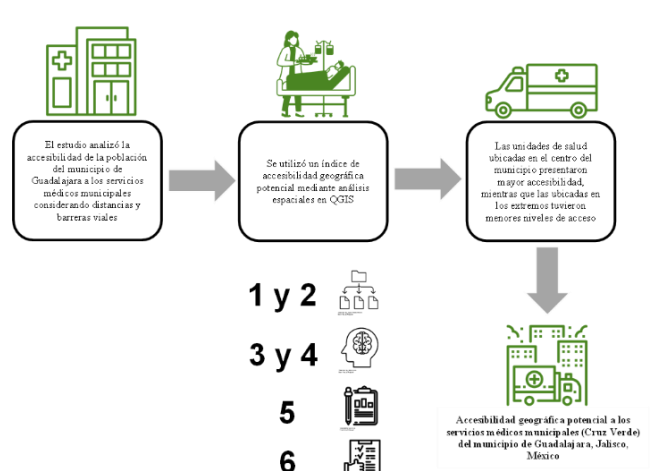 El estudio analizó la
accesibilidad de la población
del municipio de
Guadalajara a los servicios
médicos municipales
considerando distancias y
barreras viales
Se utilizó un índice de
accesibilidad geográfica
potencial mediante análisis
espaciales en QGIS
Las unidades de salud
ubicadas en el centro del
municipio presentaron
mayor accesibilidad,
mientras que las ubicadas en
los extremos tuvieron
menores niveles de acceso
1 y 2
3 y 4
5
6
Accesibilidad geográfica potencial a los
servicios médicos municipales (Cruz Verde)
del municipio de Guadalajara, Jalisco,
México